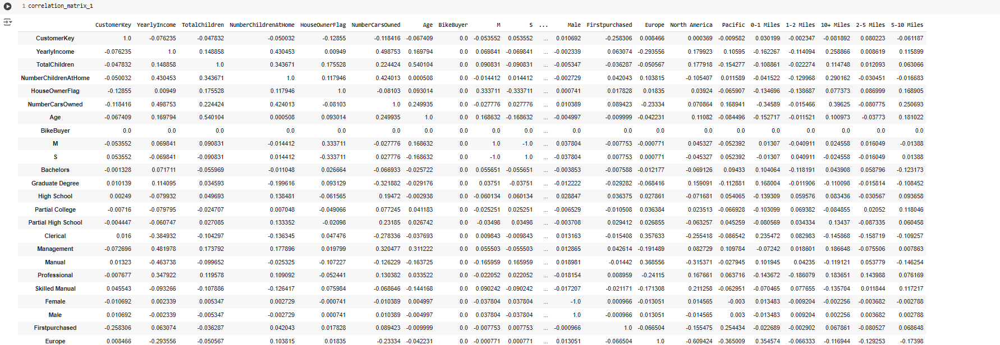 1 correlation_matrix_1
CustomerKey YearlyIncome TotalChildren NumberChildrenAtHome HouseOwnerFlag NumberCarsOwned Age BikeBuyer M S ... Male Firstpurchased Europe North America Pacific 0-1 Miles 1-2 Miles 10+ Miles 2-5 Miles 5-10 Miles
CustomerKey 1.0 -0.076235 -0.047832 -0.050032 -0.12855 -0.118416 -0.067409 0.0 -0.053552 0.053552 ... 0.010692 -0.258306 0.008466 0.000369 -0.009582 0.030199 -0.002347 -0.081892 0.080223 -0.061187
YearlyIncome -0.076235 1.0 0.148858 0.430453 0.00949 0.498753 0.169794 0.0 0.069841 -0.069841 ... -0.002339 0.063074 -0.293556 0.179923 0.10595 -0.162267 -0.114094 0.258866 0.008619 0.115899
TotalChildren -0.047832 0.148858 1.0 0.343671 0.175528 0.224424 0.540104 0.0 0.090831 -0.090831 ... -0.005347 -0.036287 -0.050567 0.177918 -0.154277 -0.108861 -0.022274 0.114748 0.012093 0.063066
NumberChildrenAtHome -0.050032 0.430453 0.343671 1.0 0.117946 0.424013 0.000508 0.0 -0.014412 0.014412 ... -0.002729 0.042043 0.103815 -0.105407 0.011589 -0.041522 -0.129968 0.290162 -0.030451 -0.016683
HouseOwnerFlag -0.12855 0.00949 0.175528 0.117946 1.0 -0.08103 0.093014 0.0 0.333711 -0.333711 ... 0.000741 0.017828 0.01835 0.03924 -0.065907 -0.134696 -0.138687 0.077373 0.086999 0.168905
NumberCarsOwned -0.118416 0.498753 0.224424 0.424013 -0.08103 1.0 0.249935 0.0 -0.027776 0.027776 ... 0.010389 0.089423 -0.23334 0.070864 0.168941 -0.34589 -0.015466 0.39625 -0.080775 0.250693
Age -0.067409 0.169794 0.540104 0.000508 0.093014 0.249935 1.0 0.0 0.168632 -0.168632 ... -0.004997 -0.009999 -0.042231 0.11082 -0.084496 -0.152717 -0.011521 0.100973 -0.03773 0.181022
BikeBuyer 0.0 0.0 0.0 0.0 0.0 0.0 0.0 0.0 0.0 0.0 ... 0.0 0.0 0.0 0.0 0.0 0.0 0.0 0.0 0.0 0.0
M -0.053552 0.069841 0.090831 -0.014412 0.333711 -0.027776 0.168632 0.0 1.0 -1.0 ... 0.037804 -0.007753 -0.000771 0.045327 -0.052392 0.01307 -0.040911 0.024558 0.016049 -0.01388
S 0.053552 -0.069841 -0.090831 0.014412 -0.333711 0.027776 -0.168632 0.0 -1.0 1.0 ... -0.037804 0.007753 0.000771 -0.045327 0.052392 -0.01307 0.040911 -0.024558 -0.016049 0.01388
Bachelors -0.001328 0.071711 -0.055969 -0.011048 0.026664 -0.066933 -0.025722 0.0 0.055651 -0.055651 ... -0.003853 -0.007588 -0.012177 -0.069126 0.09433 0.104064 -0.118191 0.043908 0.058796 -0.123173
Graduate Degree 0.010139 0.114095 0.034593 -0.199616 0.093129 -0.321882 -0.029176 0.0 0.03751 -0.03751 ... -0.012222 -0.029282 -0.068416 0.159091 -0.112881 0.168004 -0.011906 -0.110098 -0.015814 -0.108452
High School 0.00249 -0.079932 0.049693 0.138481 -0.061565 0.19472 -0.002938 0.0 -0.060134 0.060134 ... 0.028847 0.036375 0.027861 -0.071681 0.054065 -0.139309 0.059576 0.083436 -0.030567 0.093658
Partial College -0.00716 -0.079795 -0.024707 0.007048 -0.049066 0.077245 0.041183 0.0 -0.025251 0.025251 ... -0.006529 -0.010508 0.036384 0.023513 -0.066928 -0.103099 0.069382 -0.084855 0.02052 0.118046
Partial High School -0.004447 -0.060747 0.027085 0.133352 -0.02098 0.23185 0.026742 0.0 -0.03498 0.03498 ... -0.003708 0.029412 0.026855 -0.063257 0.045259 -0.080569 0.034334 0.13437 -0.087335 0.060458
Clerical 0.016 -0.384932 -0.104297 -0.136345 0.047476 -0.278336 -0.037693 0.0 0.009843 -0.009843 ... 0.013163 -0.015408 0.357633 -0.255418 -0.086542 0.235472 0.082983 -0.145868 -0.158719 -0.109257
Management -0.072696 0.481978 0.173792 0.177896 0.019799 0.320477 0.311222 0.0 0.055503 -0.055503 ... 0.012865 0.042614 -0.191489 0.082729 0.109784 -0.07242 0.018601 0.186648 -0.075506 0.007863
Manual 0.01323 -0.463738 -0.099652 -0.025325 -0.107227 -0.126229 -0.163725 0.0 -0.165959 0.165959 ... 0.018981 -0.01442 0.368556 -0.315371 -0.027945 0.101945 0.04235 -0.119121 0.053779 -0.146254
Professional -0.007677 0.347922 0.119578 0.109092 -0.052441 0.130382 0.033522 0.0 -0.022052 0.022052 ... -0.018154 0.008959 -0.24115 0.167661 0.063716 -0.143672 -0.186079 0.183651 0.143988 0.076169
Skilled Manual 0.045543 -0.093266 -0.107886 -0.126417 0.075984 -0.068646 -0.144168 0.0 0.090242 -0.090242 ... -0.017207 -0.021171 -0.171308 0.211258 -0.062951 -0.070465 0.077655 -0.135704 0.011844 0.117217
Female -0.010692 0.002339 0.005347 0.002729 -0.000741 -0.010389 0.004997 0.0 -0.037804 0.037804 ... -1.0 0.000966 -0.013051 0.014565 -0.003 0.013483 -0.009204 -0.002256 -0.003682 -0.002788
Male 0.010692 -0.002339 -0.005347 -0.002729 0.000741 0.010389 -0.004997 0.0 0.037804 -0.037804 ... 1.0 -0.000966 0.013051 -0.014565 0.003 -0.013483 0.009204 0.002256 0.003682 0.002788
Firstpurchased -0.258306 0.063074 -0.036287 0.042043 0.017828 0.089423 -0.009999 0.0 -0.007753 0.007753 ... -0.000966 1.0 -0.066504 -0.155475 0.254434 -0.022689 -0.002902 0.067861 -0.080527 0.068648
Europe 0.008466 -0.293556 -0.050567 0.103815 0.01835 -0.23334 -0.042231 0.0 -0.000771 0.000771 ... 0.013051 -0.066504 1.0 -0.609424 -0.365009 0.354574 -0.066333 -0.116944 -0.129253 -0.17398